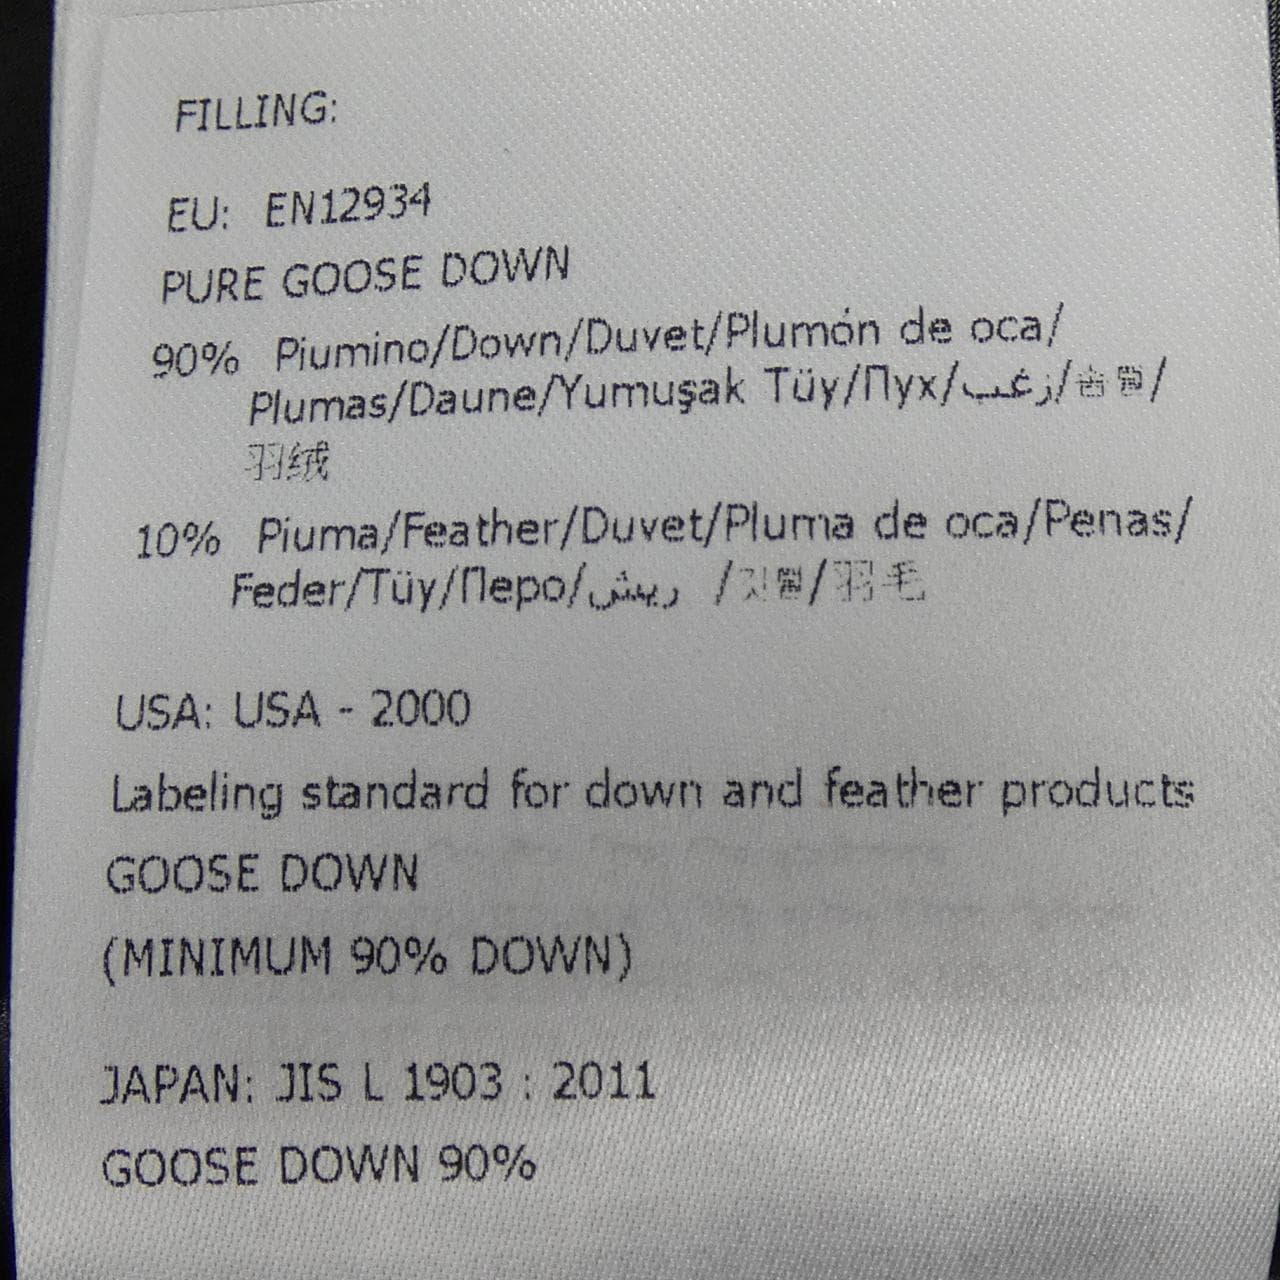 FILLING:
EU: EN12934
PURE GOOSE DOWN
90% Piumino/Down/Duvet/Plumón de oca/
Plumas/Daune/Yumuşak Tüy/Пух/زغب/솜털/
羽绒
10% Piuma/Feather/Duvet/Pluma de oca/Penas/
Feder/Tüy/Перо/ريش /깃털/羽毛
USA: USA - 2000
Labeling standard for down and feather products
GOOSE DOWN
(MINIMUM 90% DOWN)
JAPAN: JIS L 1903 : 2011
GOOSE DOWN 90%